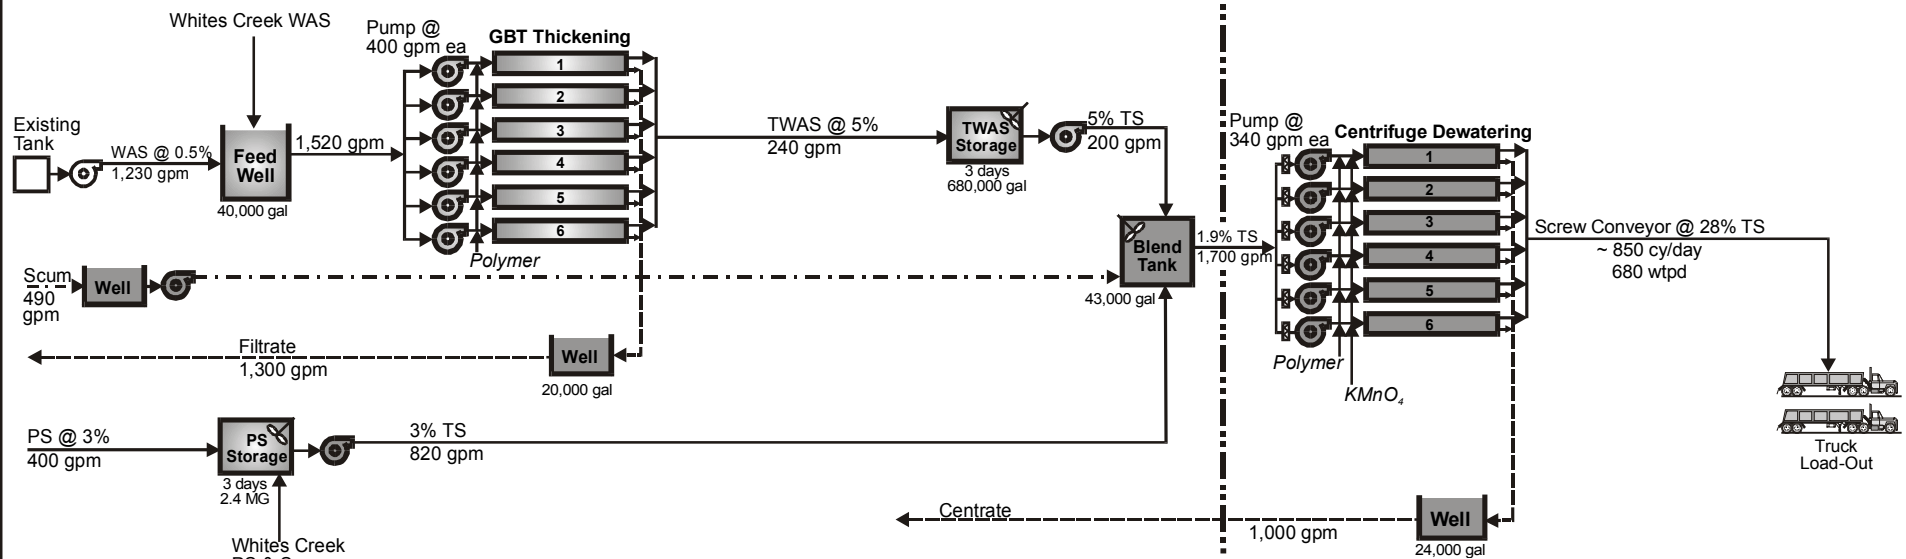 Whites Creek WAS
Pump @
400 gpm ea
GBT Thickening
1
2
3
4
5
6
Polymer
Existing
Tank
WAS @ 0.5%
1,230 gpm
Feed
Well
40,000 gal
1,520 gpm
TWAS @ 5%
240 gpm
TWAS
Storage
3 days
680,000 gal
5% TS
200 gpm
Scum
490
gpm
Well
Blend
Tank
43,000 gal
1.9% TS
1,700 gpm
Filtrate
1,300 gpm
Well
20,000 gal
PS @ 3%
400 gpm
PS
Storage
3 days
2.4 MG
3% TS
820 gpm
Whites Creek
Pump @
340 gpm ea
Centrifuge Dewatering
1
2
3
4
5
6
Polymer
KMnO4
Screw Conveyor @ 28% TS
~ 850 cy/day
680 wtpd
Truck
Load-Out
Centrate
1,000 gpm
Well
24,000 gal